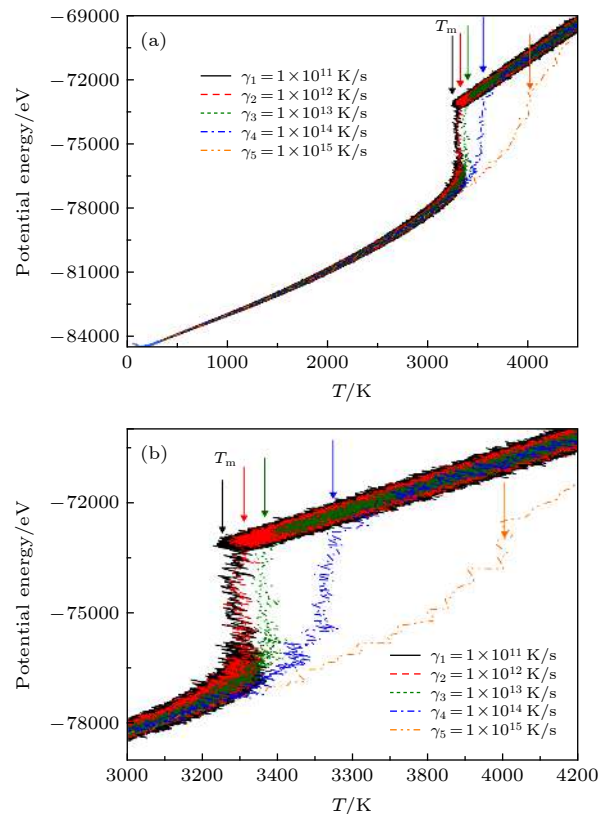 (a)
Tm
γ1 = 1×10^11 K/s
γ2 = 1×10^12 K/s
γ3 = 1×10^13 K/s
γ4 = 1×10^14 K/s
γ5 = 1×10^15 K/s
Potential energy/eV
−69000
−72000
−75000
−78000
−81000
−84000
0 1000 2000 3000 4000
T/K
(b)
Tm
Potential energy/eV
−72000
−75000
−78000
γ1 = 1×10^11 K/s
γ2 = 1×10^12 K/s
γ3 = 1×10^13 K/s
γ4 = 1×10^14 K/s
γ5 = 1×10^15 K/s
3000 3200 3400 3300 3800 4000 4200
T/K